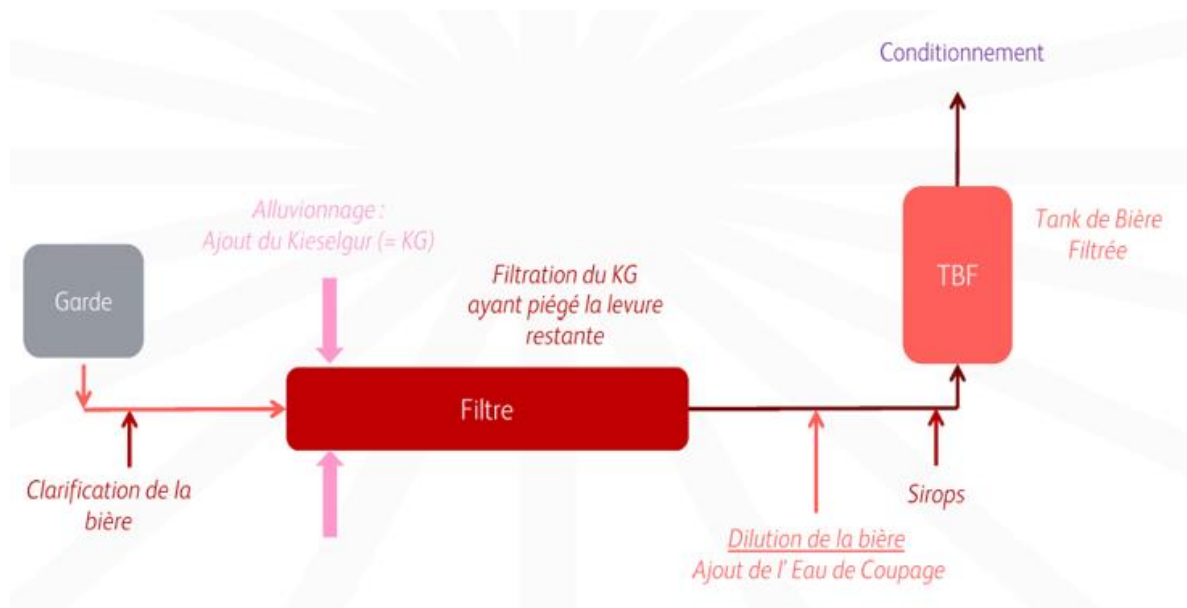 Conditionnement
Alluvionnage :
Ajout du Kieselgur (= KG)
Tank de Bière
Filtrée
TBF
Garde
Filtration du KG
ayant piégé la levure
restante
Filtre
Clarification de la
bière
Sirops
Dilution de la bière
Ajout de l' Eau de Coupage